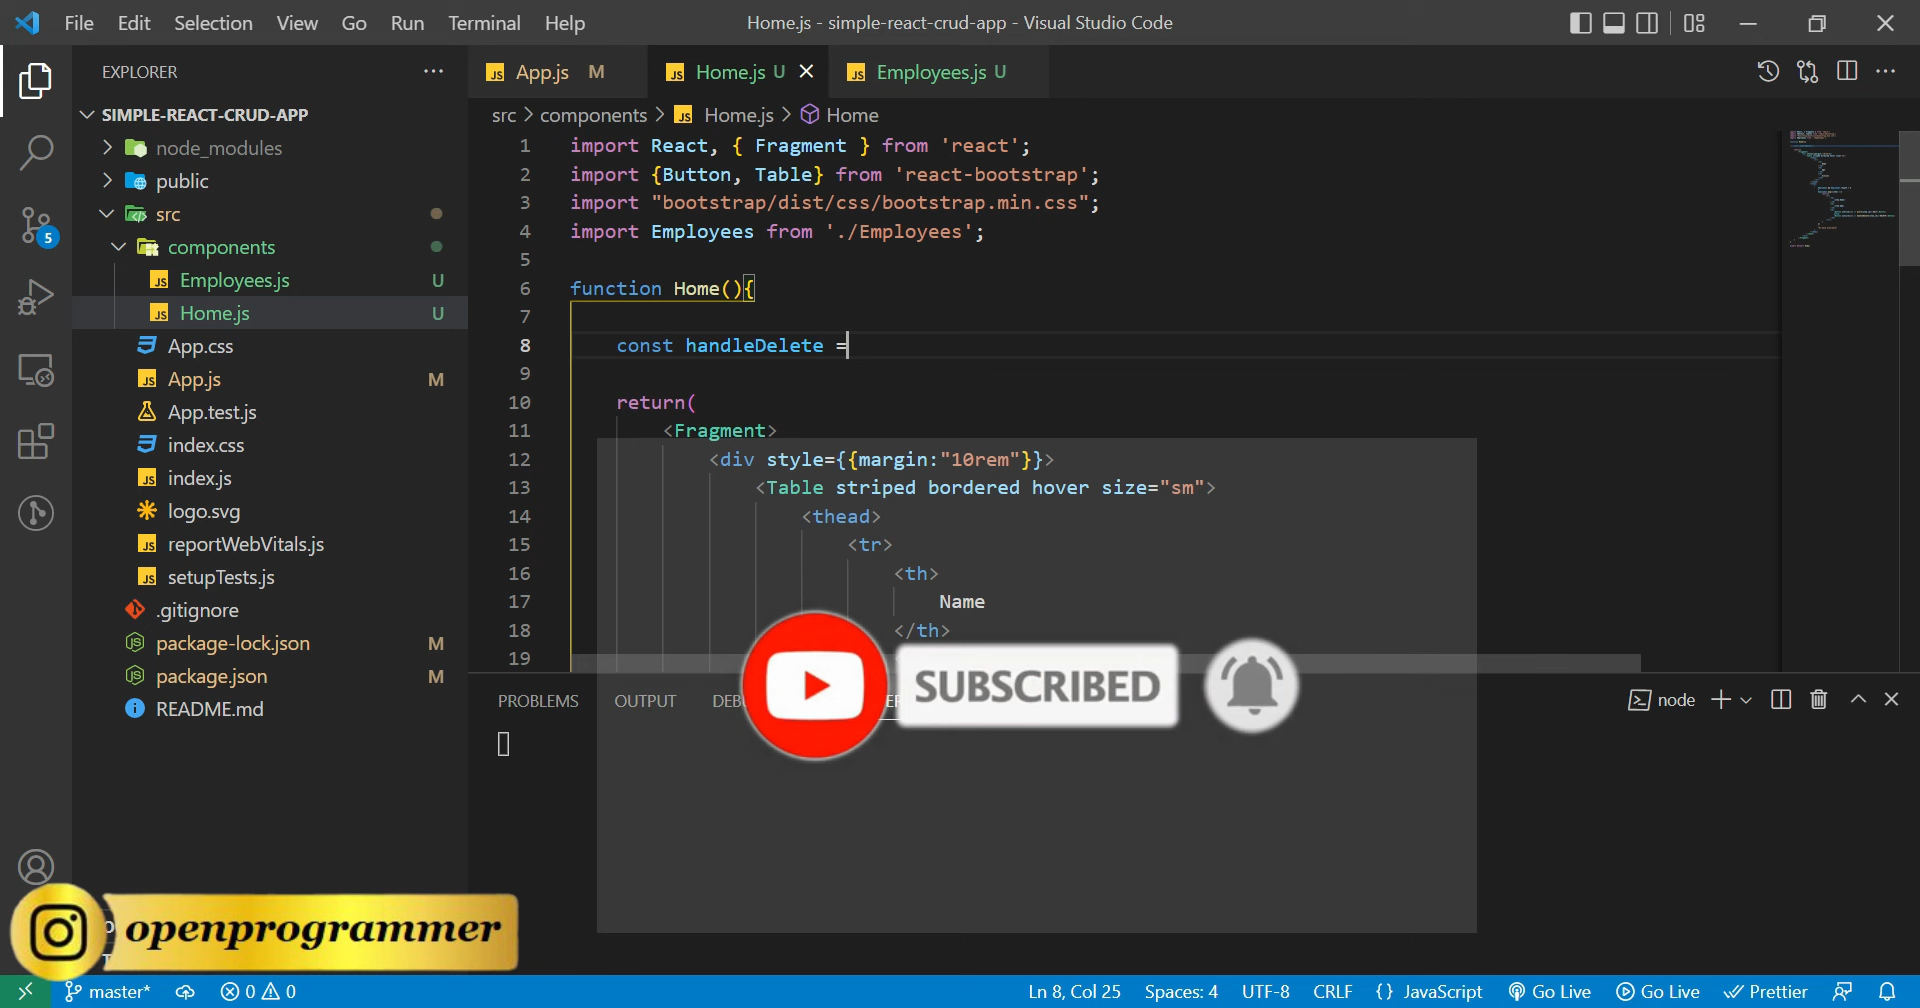 File Edit Selection View Go Run Terminal Help
Home.js - simple-react-crud-app - Visual Studio Code
EXPLORER
SIMPLE-REACT-CRUD-APP
node_modules
public
src
components
Employees.js U
Home.js U
App.css
App.js M
App.test.js
index.css
index.js
logo.svg
reportWebVitals.js
setupTests.js
.gitignore
package-lock.json M
package.json M
README.md
5
App.js M
Home.js U
Employees.js U
src > components > Home.js > Home
1 import React, { Fragment } from 'react';
2 import {Button, Table} from 'react-bootstrap';
3 import "bootstrap/dist/css/bootstrap.min.css";
4 import Employees from './Employees';
5
6 function Home(){
7
8 const handleDelete =
9
10 return(
11 <Fragment>
12 <div style={{margin:"10rem"}}>
13 <Table striped bordered hover size="sm">
14 <thead>
15 <tr>
16 <th>
17 Name
18 </th>
19
PROBLEMS OUTPUT
node
SUBSCRIBED
openprogrammer
master* 0 0 Ln 8, Col 25 Spaces: 4 UTF-8 CRLF {} JavaScript Go Live Go Live Prettier